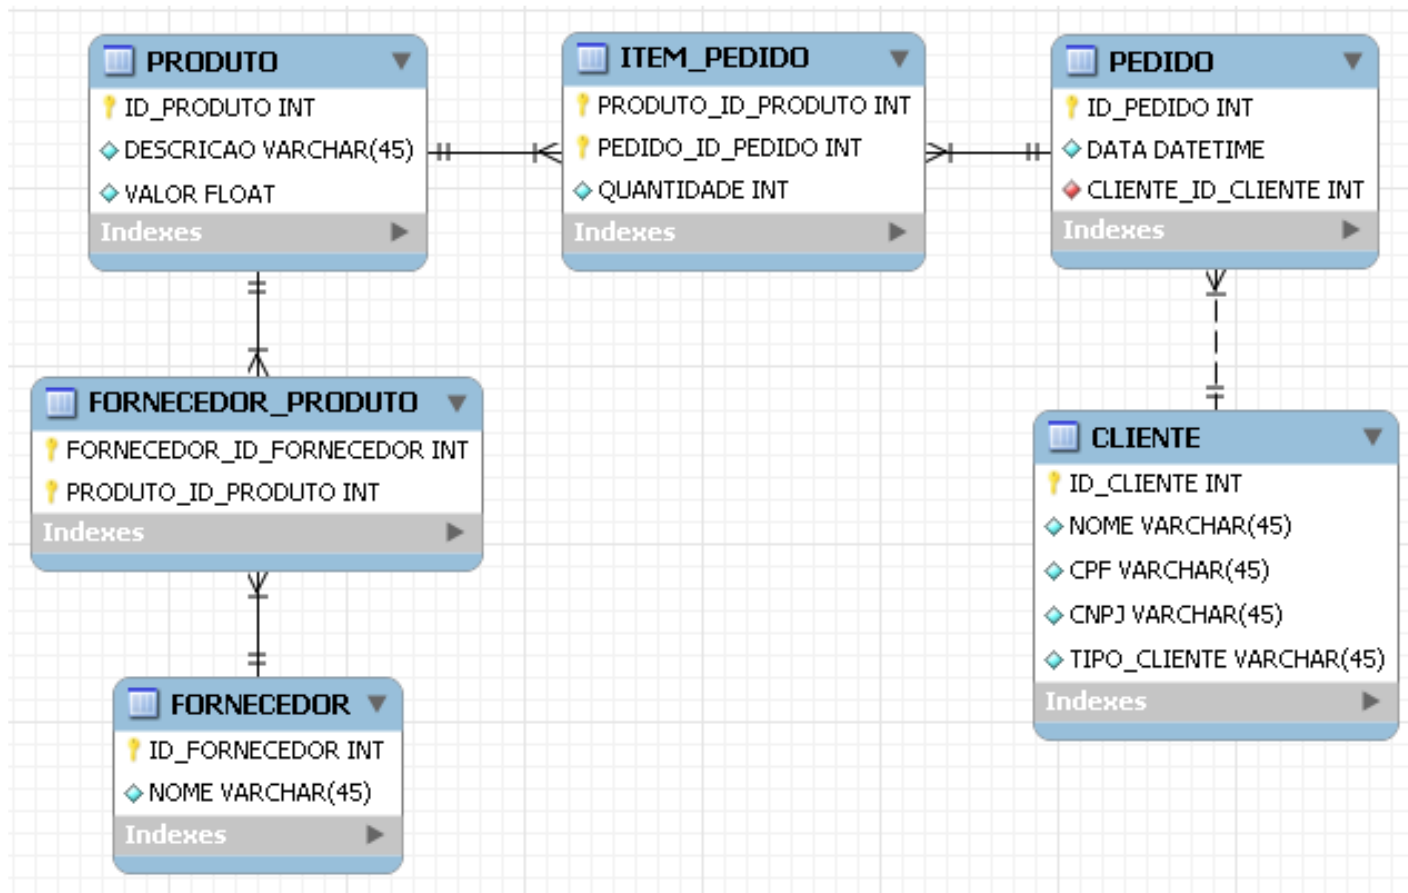 PRODUTO
ID_PRODUTO INT
DESCRICAO VARCHAR(45)
VALOR FLOAT
Indexes
ITEM_PEDIDO
PRODUTO_ID_PRODUTO INT
PEDIDO_ID_PEDIDO INT
QUANTIDADE INT
Indexes
PEDIDO
ID_PEDIDO INT
DATA DATETIME
CLIENTE_ID_CLIENTE INT
Indexes
FORNECEDOR_PRODUTO
FORNECEDOR_ID_FORNECEDOR INT
PRODUTO_ID_PRODUTO INT
Indexes
CLIENTE
ID_CLIENTE INT
NOME VARCHAR(45)
CPF VARCHAR(45)
CNPJ VARCHAR(45)
TIPO_CLIENTE VARCHAR(45)
Indexes
FORNECEDOR
ID_FORNECEDOR INT
NOME VARCHAR(45)
Indexes